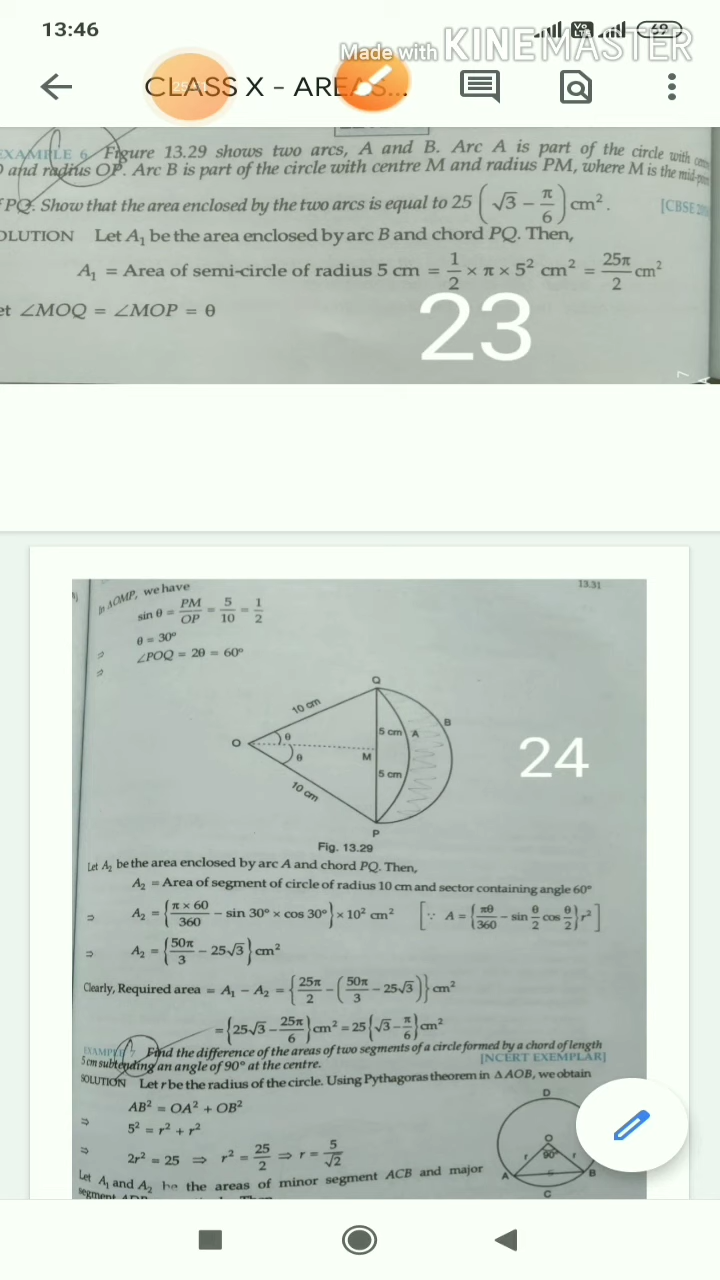 13:46
Made with KINEMASTER
CLASS X - AREAS...
EXAMPLE 6 Figure 13.29 shows two arcs, A and B. Arc A is part of the circle with
and radius OP. Arc B is part of the circle with centre M and radius PM, where M is the
PQ. Show that the area enclosed by the two arcs is equal to 25 (√3 − π/6) cm². [CBSE
OLUTION Let A₁ be the area enclosed by arc B and chord PQ. Then,
A₁ = Area of semi-circle of radius 5 cm = 1/2 × π × 5² cm² = 25π/2 cm²
et ∠MOQ = ∠MOP = θ
23
13.31
In ΔOMP, we have
sin θ = PM/OP = 5/10 = 1/2
⇒ θ = 30°
⇒ ∠POQ = 2θ = 60°
Q
10 cm
B
5 cm A
O θ
M
θ
5 cm
10 cm
P
24
Fig. 13.29
Let A₂ be the area enclosed by arc A and chord PQ. Then,
A₂ = Area of segment of circle of radius 10 cm and sector containing angle 60°
⇒ A₂ = {π × 60/360 − sin 30° × cos 30°} × 10² cm² [∵ A = {πθ/360 − sin θ/2 cos θ/2} r²]
⇒ A₂ = {50π/3 − 25√3} cm²
Clearly, Required area = A₁ − A₂ = {25π/2 − (50π/3 − 25√3)} cm²
= {25√3 − 25π/6} cm² = 25 {√3 − π/6} cm²
EXAMPLE 7 Find the difference of the areas of two segments of a circle formed by a chord of length
5 cm subtending an angle of 90° at the centre. [NCERT EXEMPLAR]
SOLUTION Let r be the radius of the circle. Using Pythagoras theorem in Δ AOB, we obtain
AB² = OA² + OB²
⇒ 5² = r² + r²
⇒ 2r² = 25 ⇒ r² = 25/2 ⇒ r = 5/√2
D
O
r 90° r
A 5 B
C
Let A₁ and A₂ be the areas of minor segment ACB and major
segment